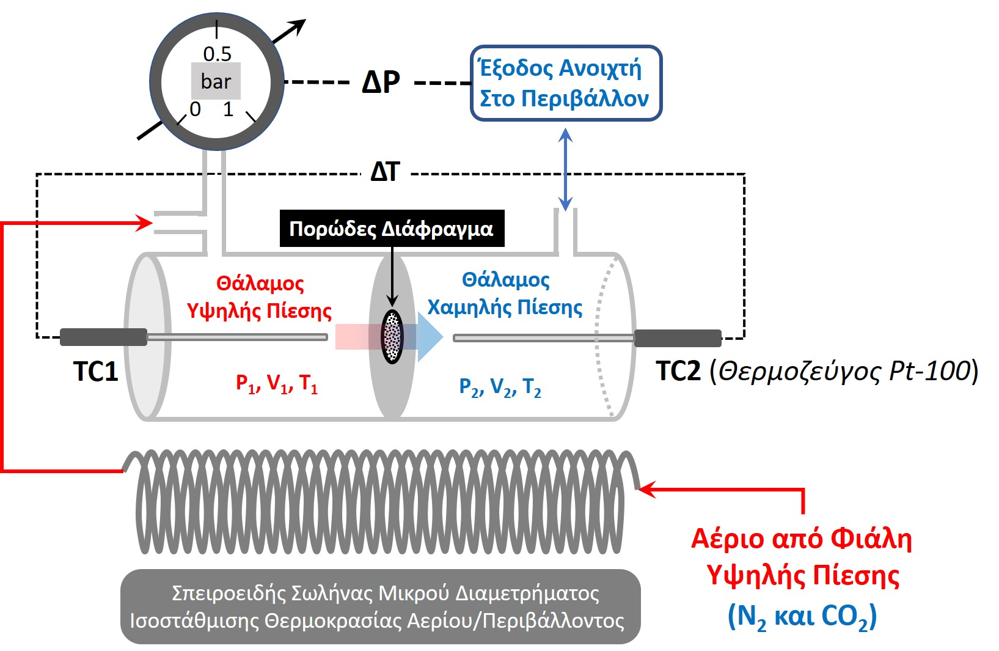 0.5
bar
0 1
ΔP
Έξοδος Ανοιχτή
Στο Περιβάλλον
ΔT
Πορώδες Διάφραγμα
Θάλαμος
Υψηλής Πίεσης
Θάλαμος
Χαμηλής Πίεσης
TC1
TC2 (Θερμοζεύγος Pt-100)
P₁, V₁, T₁
P₂, V₂, T₂
Αέριο από Φιάλη
Υψηλής Πίεσης
(N₂ και CO₂)
Σπειροειδής Σωλήνας Μικρού Διαμετρήματος
Ισοστάθμισης Θερμοκρασίας Αερίου/Περιβάλλοντος